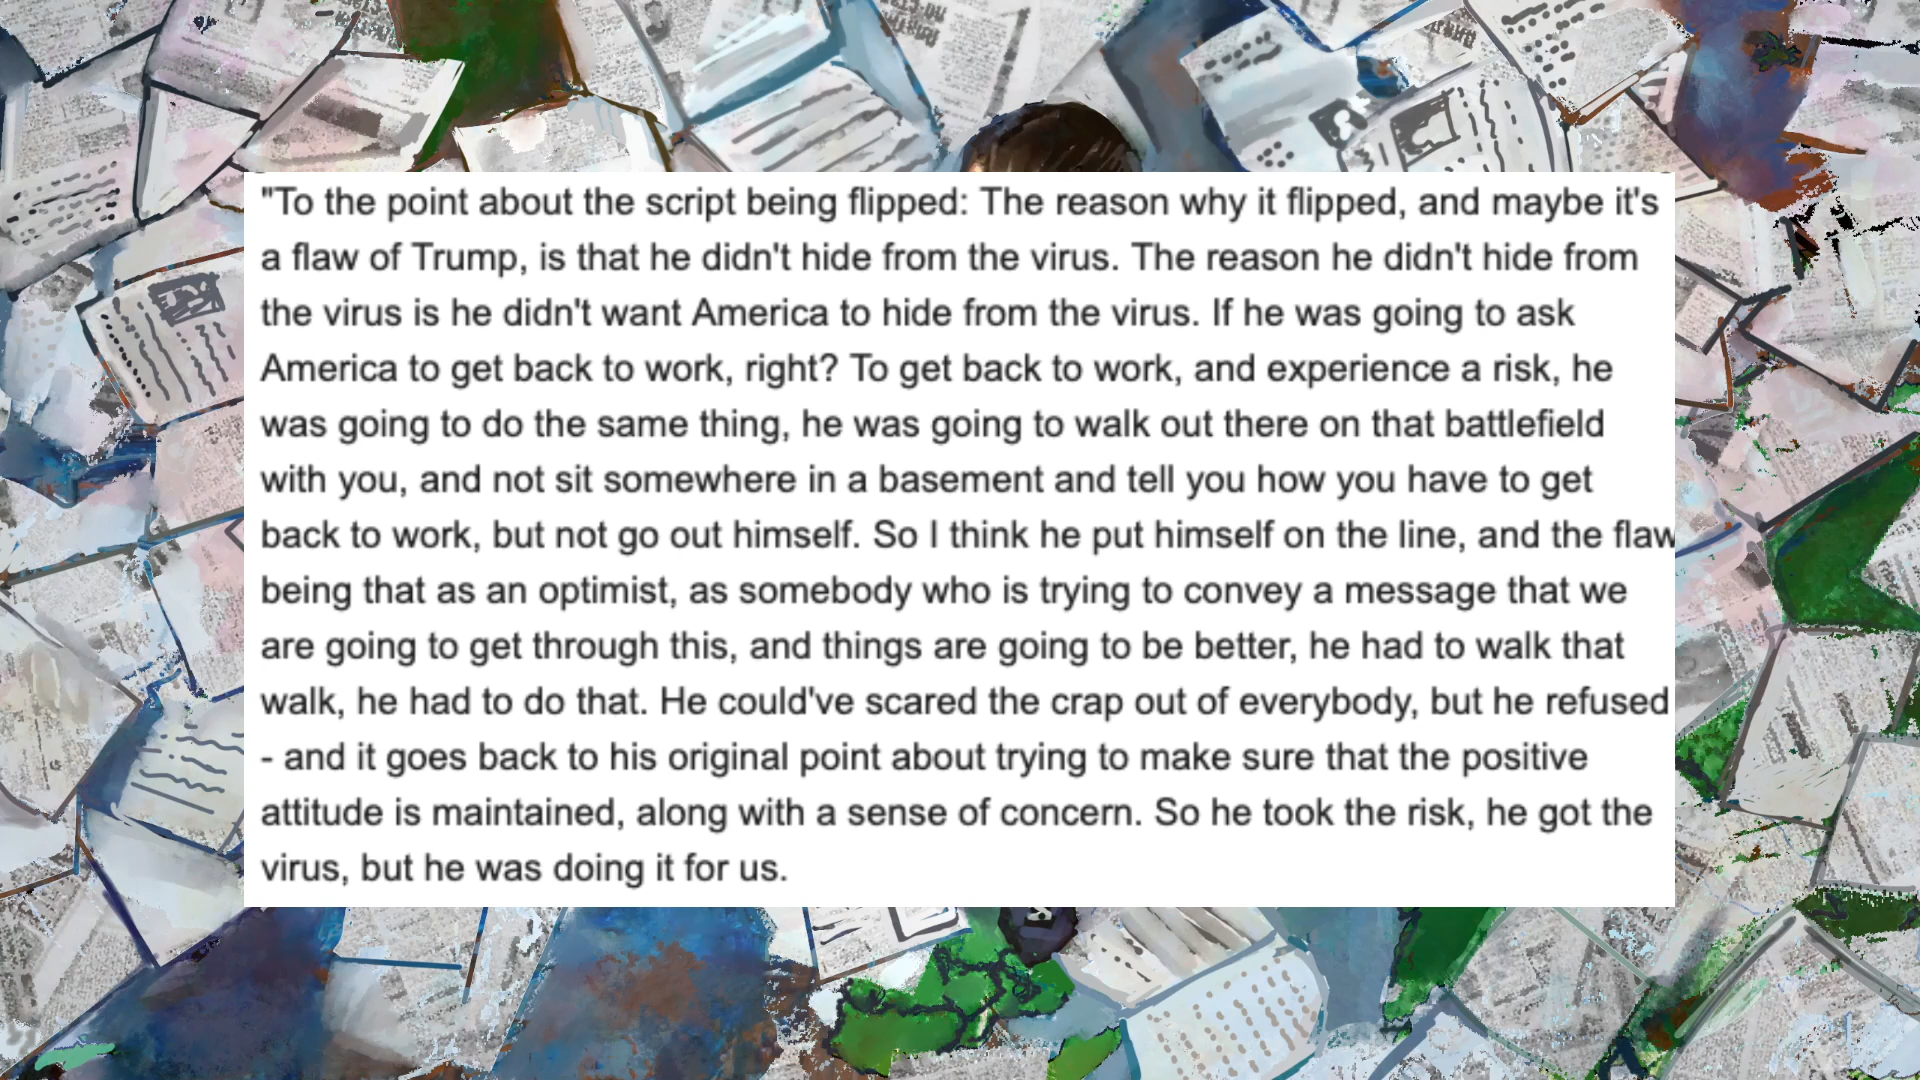 "To the point about the script being flipped: The reason why it flipped, and maybe it's
a flaw of Trump, is that he didn't hide from the virus. The reason he didn't hide from
the virus is he didn't want America to hide from the virus. If he was going to ask
America to get back to work, right? To get back to work, and experience a risk, he
was going to do the same thing, he was going to walk out there on that battlefield
with you, and not sit somewhere in a basement and tell you how you have to get
back to work, but not go out himself. So I think he put himself on the line, and the flaw
being that as an optimist, as somebody who is trying to convey a message that we
are going to get through this, and things are going to be better, he had to walk that
walk, he had to do that. He could've scared the crap out of everybody, but he refused
- and it goes back to his original point about trying to make sure that the positive
attitude is maintained, along with a sense of concern. So he took the risk, he got the
virus, but he was doing it for us.